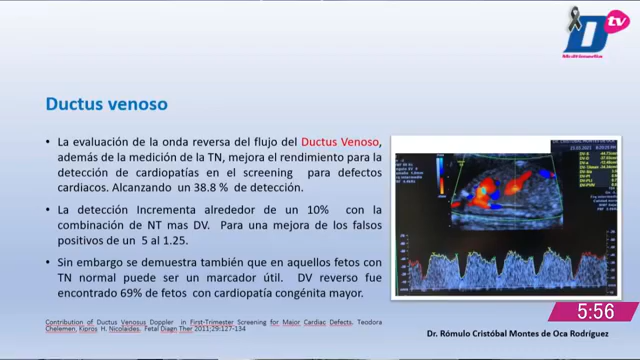 D tv
Multimedia
Ductus venoso
• La evaluación de la onda reversa del flujo del Ductus Venoso,
además de la medición de la TN, mejora el rendimiento para la
detección de cardiopatías en el screening para defectos
cardiacos. Alcanzando un 38.8 % de detección.
• La detección Incrementa alrededor de un 10% con la
combinación de NT mas DV. Para una mejora de los falsos
positivos de un 5 al 1.25.
• Sin embargo se demuestra también que en aquellos fetos con
TN normal puede ser un marcador útil. DV reverso fue
encontrado 69% de fetos con cardiopatía congénita mayor.
5:56
Contribution of Ductus Venosus Doppler in First-Trimester Screening for Major Cardiac Defects. Teodora
Chelemen, Kipros H. Nicolaides. Fetal Diagn Ther 2011;29:127-134
Dr. Rómulo Cristóbal Montes de Oca Rodríguez